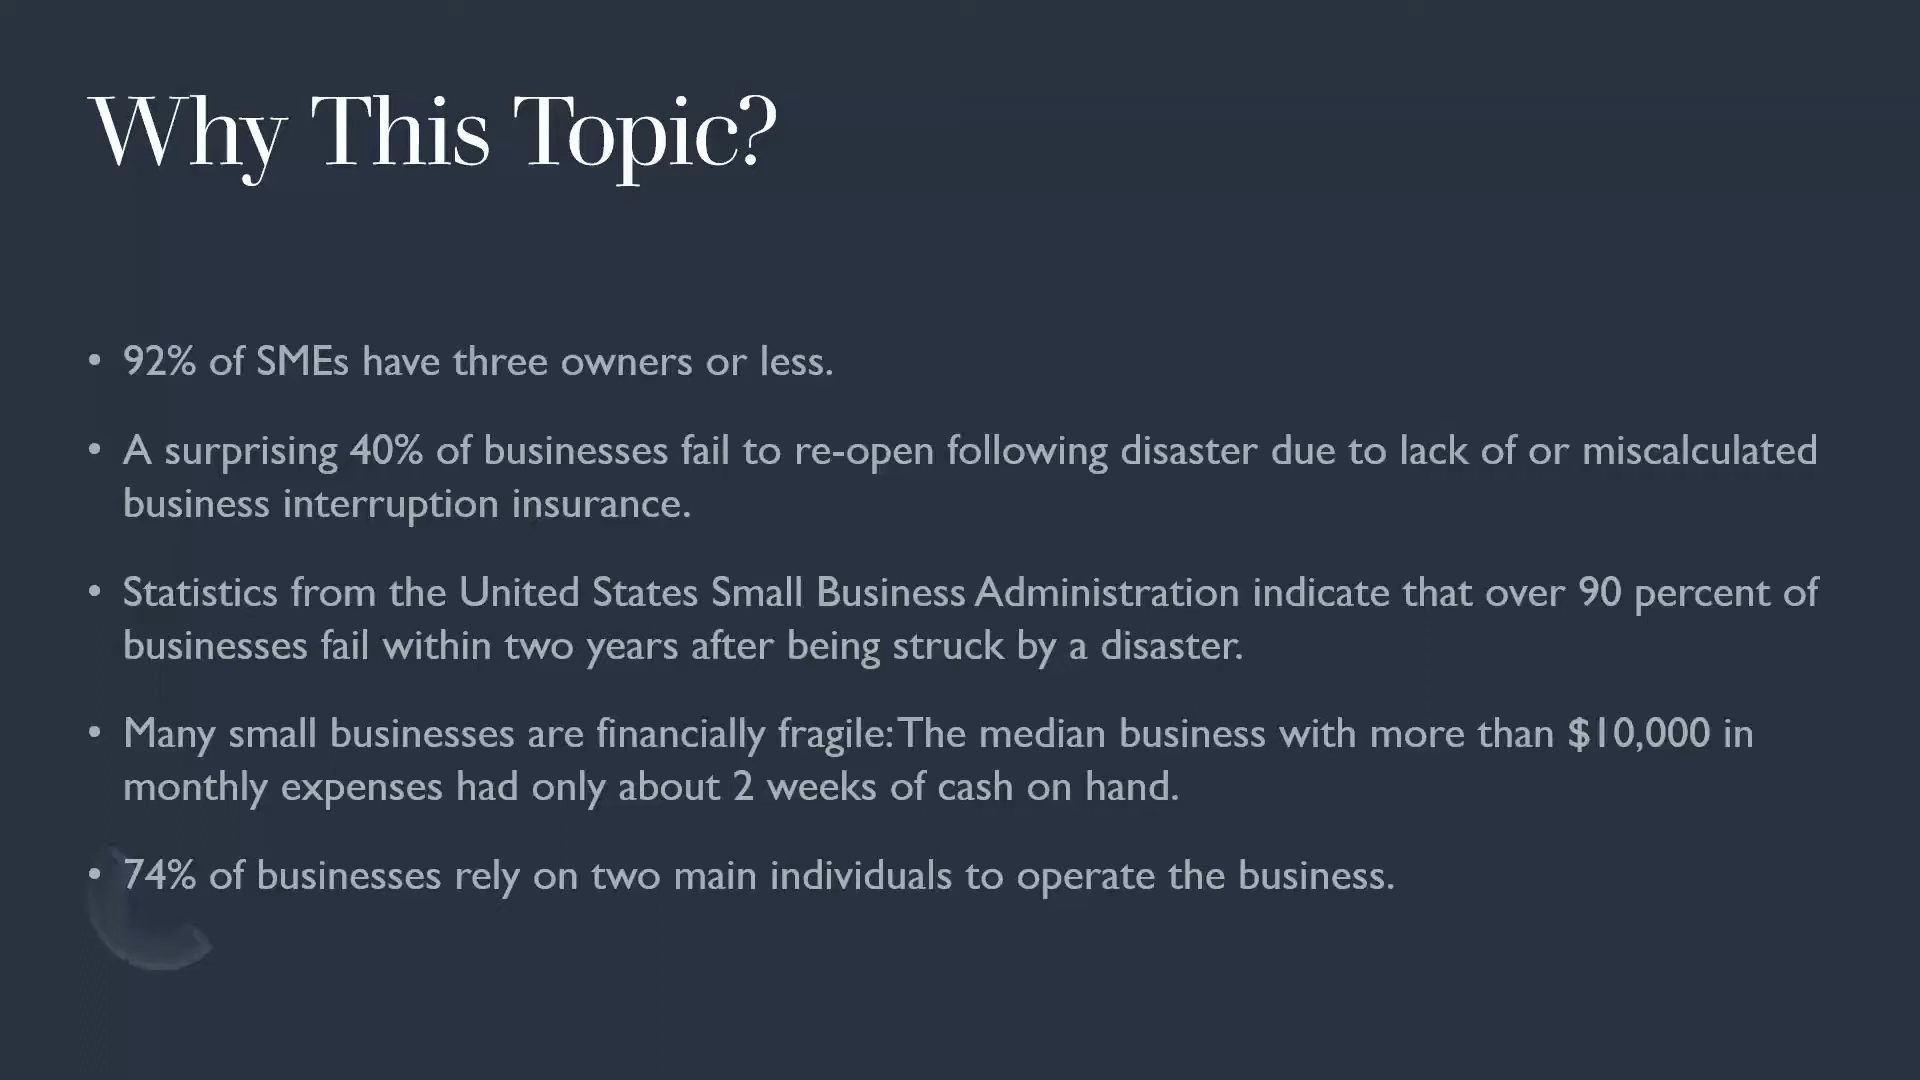 Why This Topic?
• 92% of SMEs have three owners or less.
• A surprising 40% of businesses fail to re-open following disaster due to lack of or miscalculated
business interruption insurance.
• Statistics from the United States Small Business Administration indicate that over 90 percent of
businesses fail within two years after being struck by a disaster.
• Many small businesses are financially fragile: The median business with more than $10,000 in
monthly expenses had only about 2 weeks of cash on hand.
• 74% of businesses rely on two main individuals to operate the business.